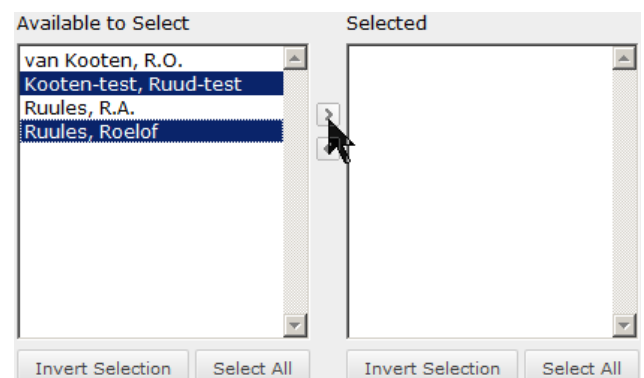 Available to Select
Selected
van Kooten, R.O.
Kooten-test, Ruud-test
Ruules, R.A.
Ruules, Roelof
Invert Selection
Select All
Invert Selection
Select All